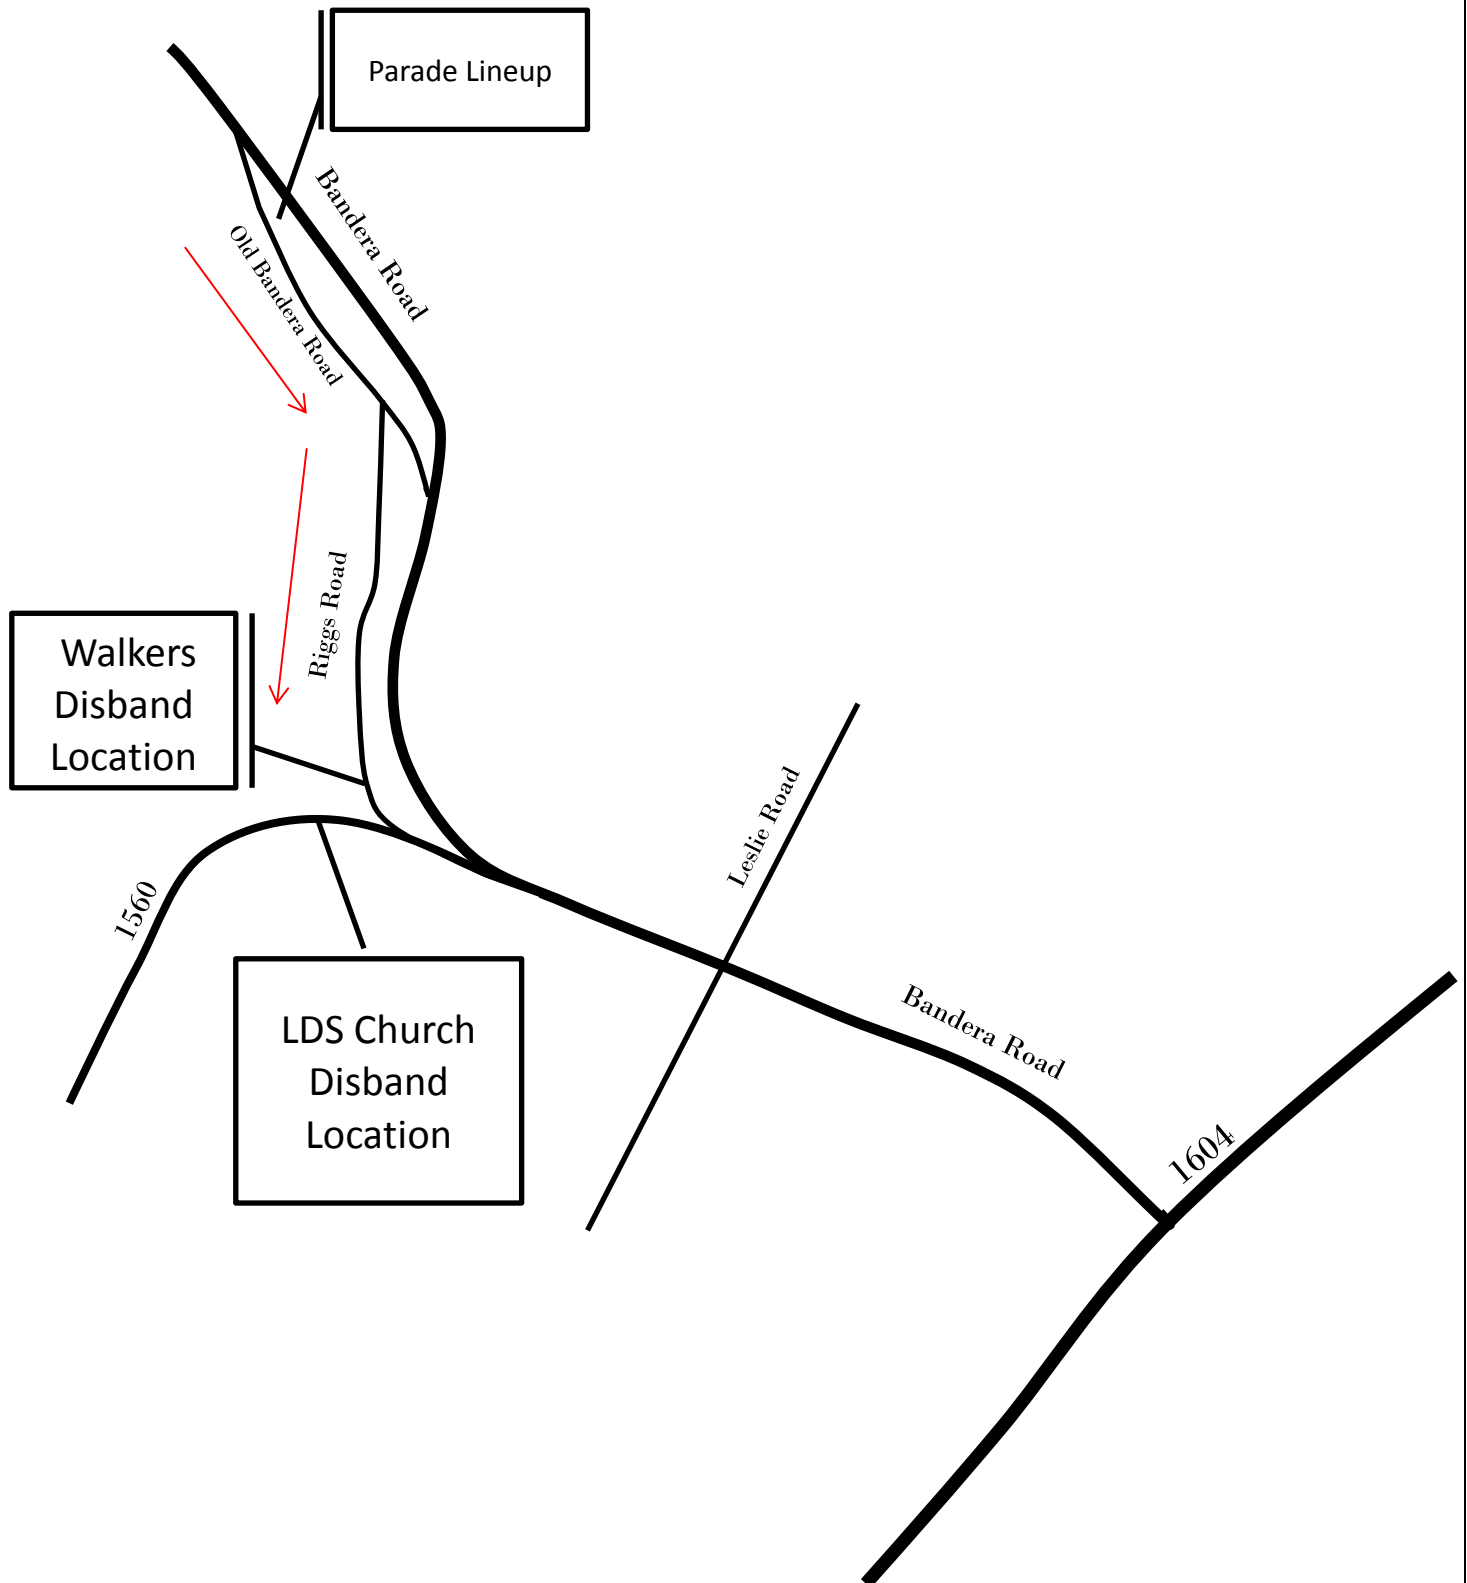 Parade Lineup
Bandera Road
Old Bandera Road
Riggs Road
Walkers
Disband
Location
Leslie Road
1560
LDS Church
Disband
Location
Bandera Road
1604